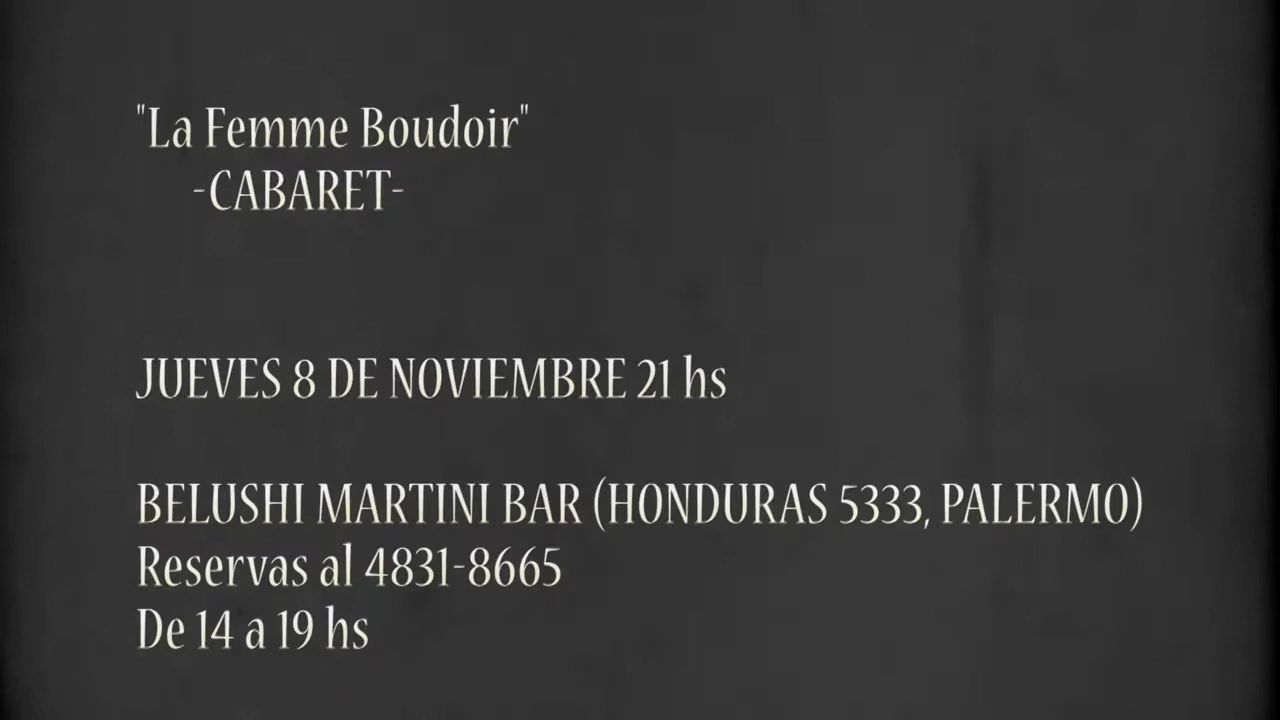 "La Femme Boudoir"
-CABARET-
JUEVES 8 DE NOVIEMBRE 21 hs
BELUSHI MARTINI BAR (HONDURAS 5333, PALERMO)
Reservas al 4831-8665
De 14 a 19 hs